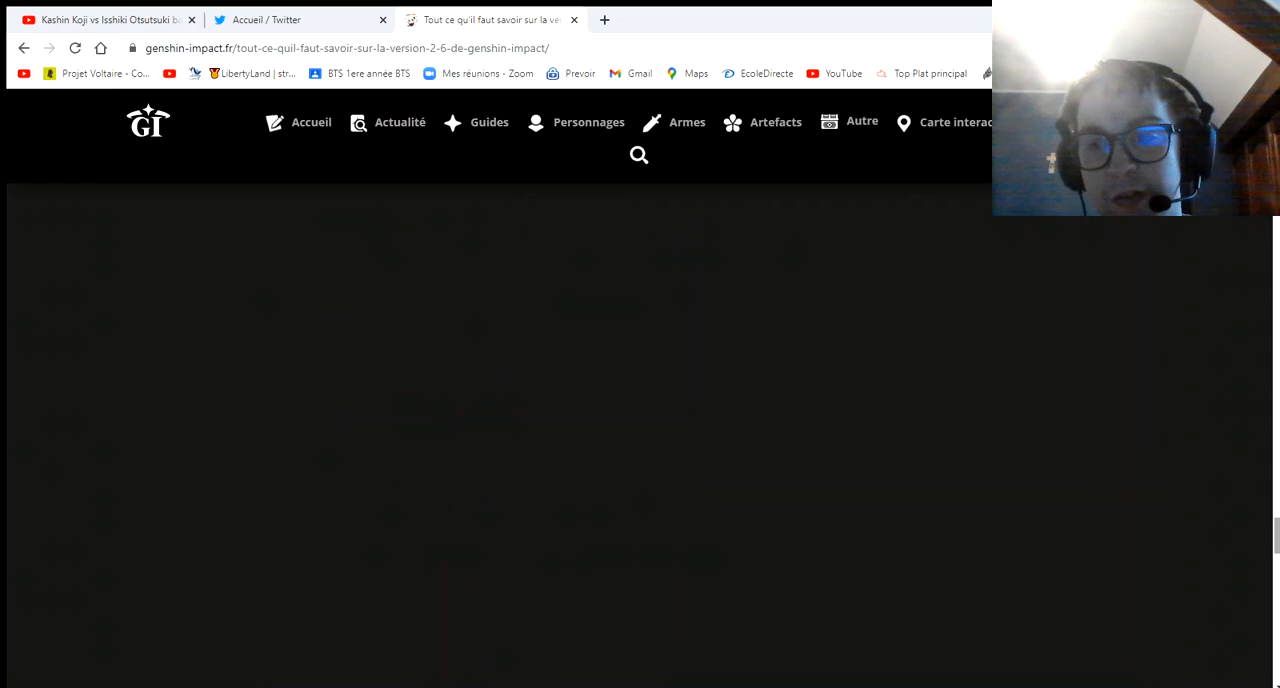 Kashin Koji vs Isshiki Otsutsuki ba
Accueil / Twitter
Tout ce qu'il faut savoir sur la ve
genshin-impact.fr/tout-ce-quil-faut-savoir-sur-la-version-2-6-de-genshin-impact/
Projet Voltaire - Co... LibertyLand | str... BTS 1ere année BTS Mes réunions - Zoom Prevoir Gmail Maps EcoleDirecte YouTube Top Plat principal
GI Accueil Actualité Guides Personnages Armes Artefacts Autre Carte interac